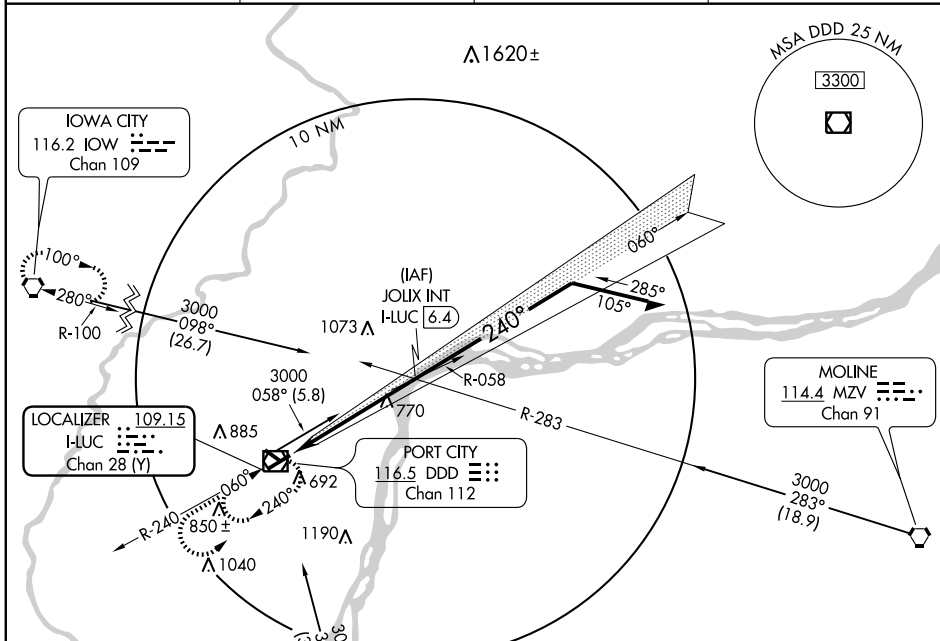 1620±
MSA DDD 25 NM
3300
IOWA CITY
116.2 IOW
Chan 109
10 NM
100°
280°
R-100
3000
098°
(26.7)
060°
(IAF)
JOLIX INT
I-LUC 6.4
285°
105°
240°
1073
R-058
3000
058° (5.8)
770
R-283
MOLINE
114.4 MZV
Chan 91
LOCALIZER 109.15
I-LUC
Chan 28 (Y)
885
PORT CITY
116.5 DDD
Chan 112
692
060°
240°
R-240
850±
1190
1040
3000
283°
(18.9)